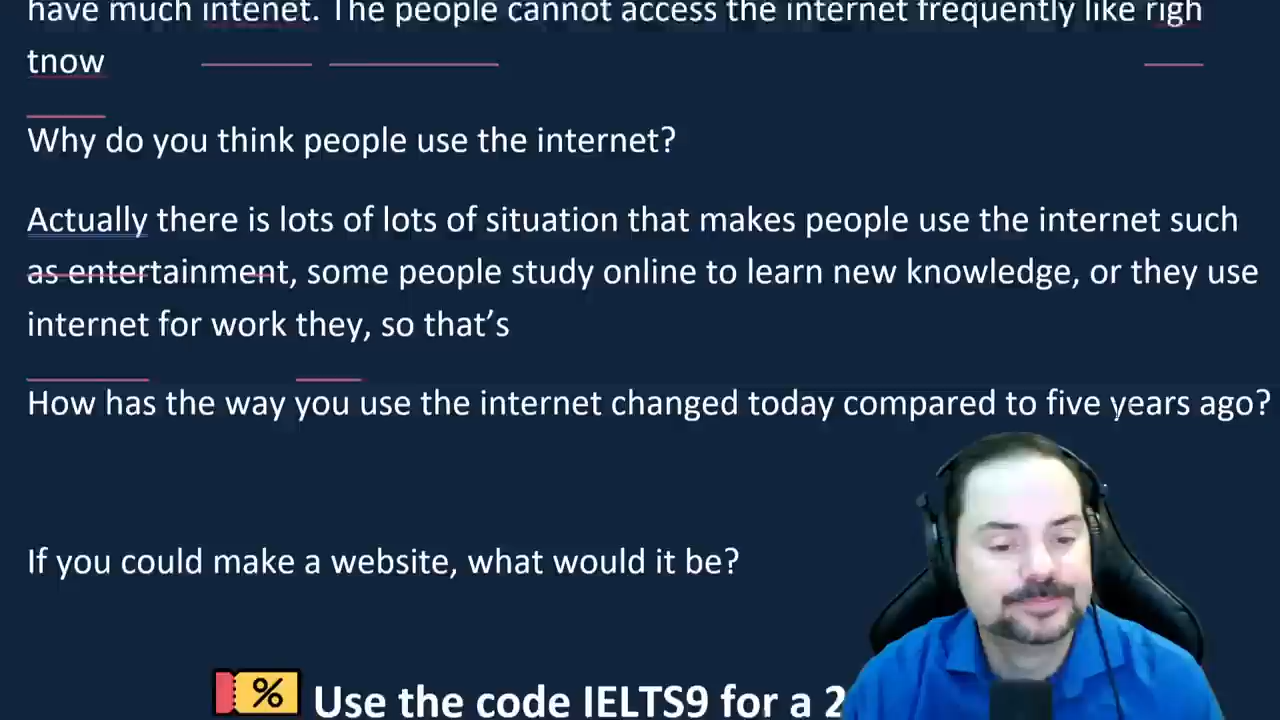 have much intenet. The people cannot access the internet frequently like righ
tnow
Why do you think people use the internet?
Actually there is lots of lots of situation that makes people use the internet such
as entertainment, some people study online to learn new knowledge, or they use
internet for work they, so that's
How has the way you use the internet changed today compared to five years ago?
If you could make a website, what would it be?
% Use the code IELTS9 for a 2